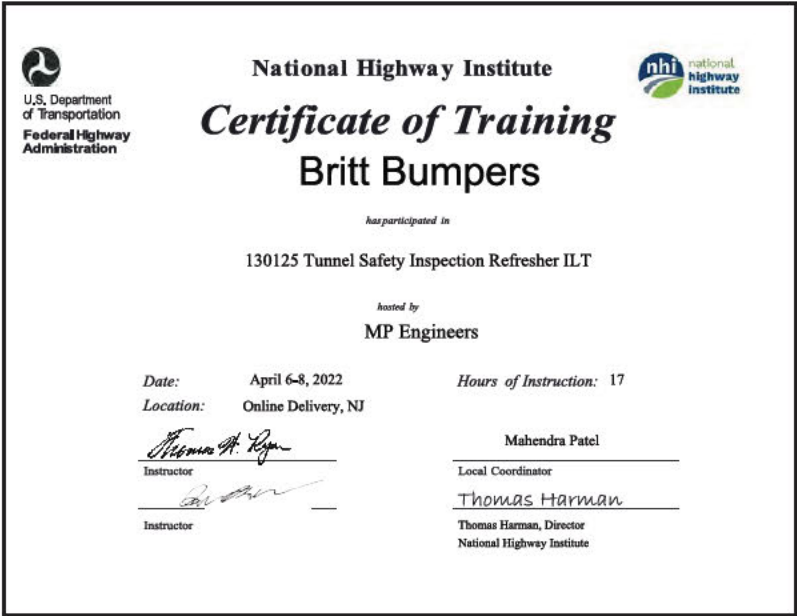 U.S. Department
of Transportation
Federal Highway
Administration
National Highway Institute
nhi national
highway
institute
Certificate of Training
Britt Bumpers
has participated in
130125 Tunnel Safety Inspection Refresher ILT
hosted by
MP Engineers
Date: April 6-8, 2022
Hours of Instruction: 17
Location: Online Delivery, NJ
Thomas H. Ryan
Instructor
Mahendra Patel
Local Coordinator
Instructor
Thomas Harman
Thomas Harman, Director
National Highway Institute